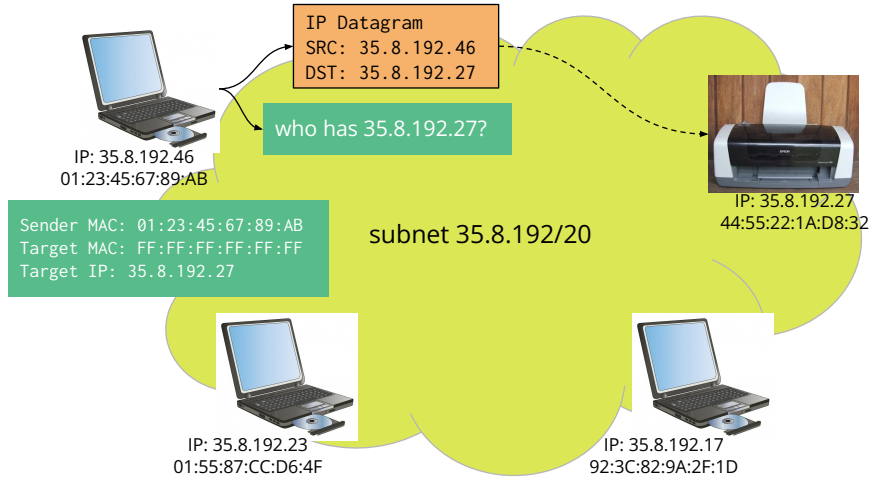 IP Datagram
SRC: 35.8.192.46
DST: 35.8.192.27
who has 35.8.192.27?
IP: 35.8.192.46
01:23:45:67:89:AB
EPSON
IP: 35.8.192.27
44:55:22:1A:D8:32
Sender MAC: 01:23:45:67:89:AB
Target MAC: FF:FF:FF:FF:FF:FF
Target IP: 35.8.192.27
subnet 35.8.192/20
IP: 35.8.192.23
01:55:87:CC:D6:4F
IP: 35.8.192.17
92:3C:82:9A:2F:1D